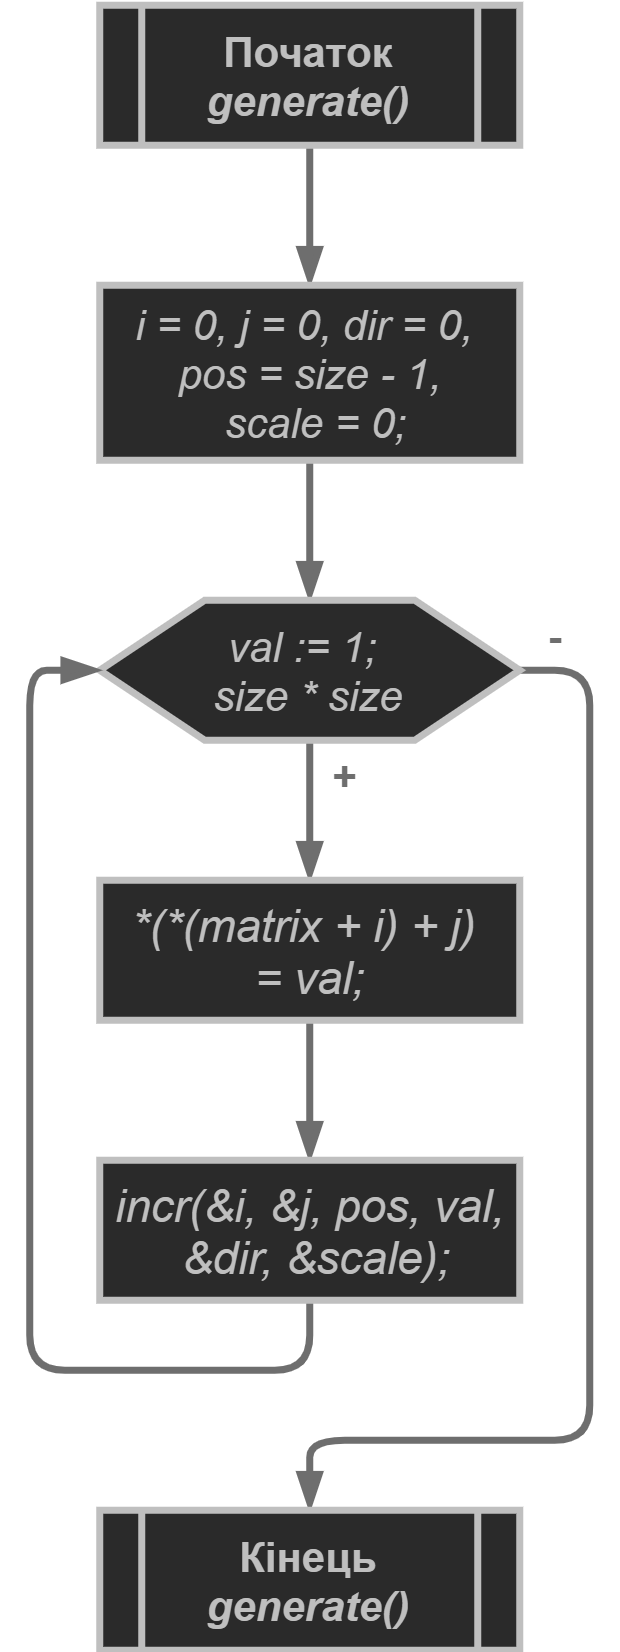 Початок
generate()
i = 0, j = 0, dir = 0,
pos = size - 1,
scale = 0;
val := 1;
size * size
-
+
*(*(matrix + i) + j)
= val;
incr(&i, &j, pos, val,
&dir, &scale);
Кінець
generate()